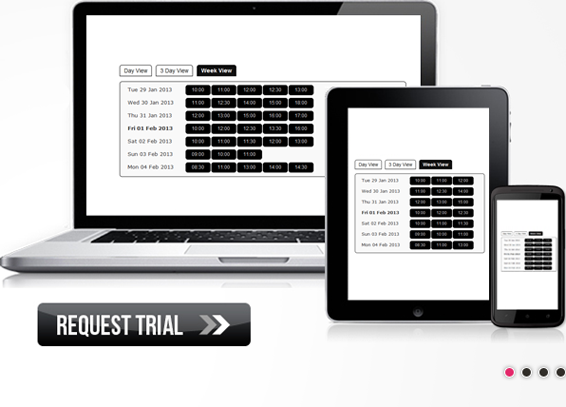 Day View 3 Day View Week View
Tue 29 Jan 2013 10:00 11:00 12:00 12:30 13:00
Wed 30 Jan 2013 11:00 12:00 14:00 15:00 18:00
Thu 31 Jan 2013 12:00 13:00 15:00 16:00 17:00
Fri 01 Feb 2013 10:00 12:00 12:30 13:00 13:30
Sat 02 Feb 2013 10:00 11:00 11:30 13:30 16:00
Sun 03 Feb 2013 09:00 10:00 11:00
Mon 04 Feb 2013 08:30 11:00 13:00 14:00 14:30
Day View 3 Day View Week View
Tue 29 Jan 2013 10:00 11:00 12:00
Wed 30 Jan 2013 11:00 12:00 14:00
Thu 31 Jan 2013 12:00 13:00 15:00
Fri 01 Feb 2013 10:00 12:00 12:30
Sat 02 Feb 2013 10:00 11:00 11:30
Sun 03 Feb 2013 09:00 10:00 11:00
Mon 04 Feb 2013 08:30 11:00 13:00
REQUEST TRIAL